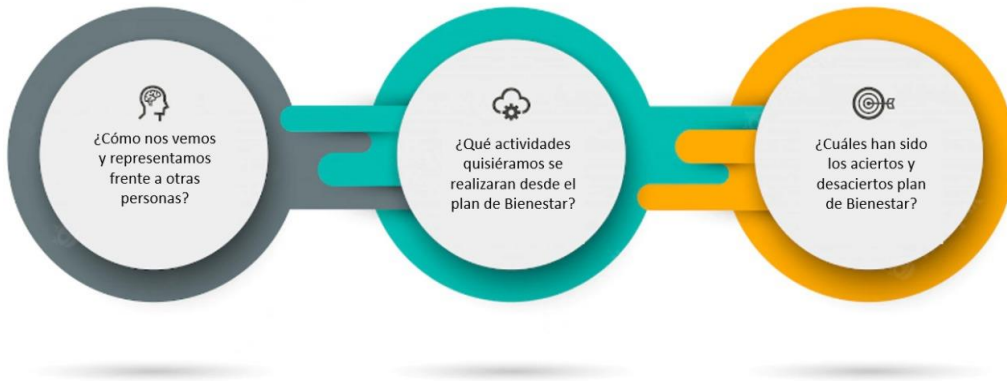 ¿Cómo nos vemos
y representamos
frente a otras
personas?
¿Qué actividades
quisiéramos se
realizaran desde el
plan de Bienestar?
¿Cuáles han sido
los aciertos y
desaciertos plan
de Bienestar?